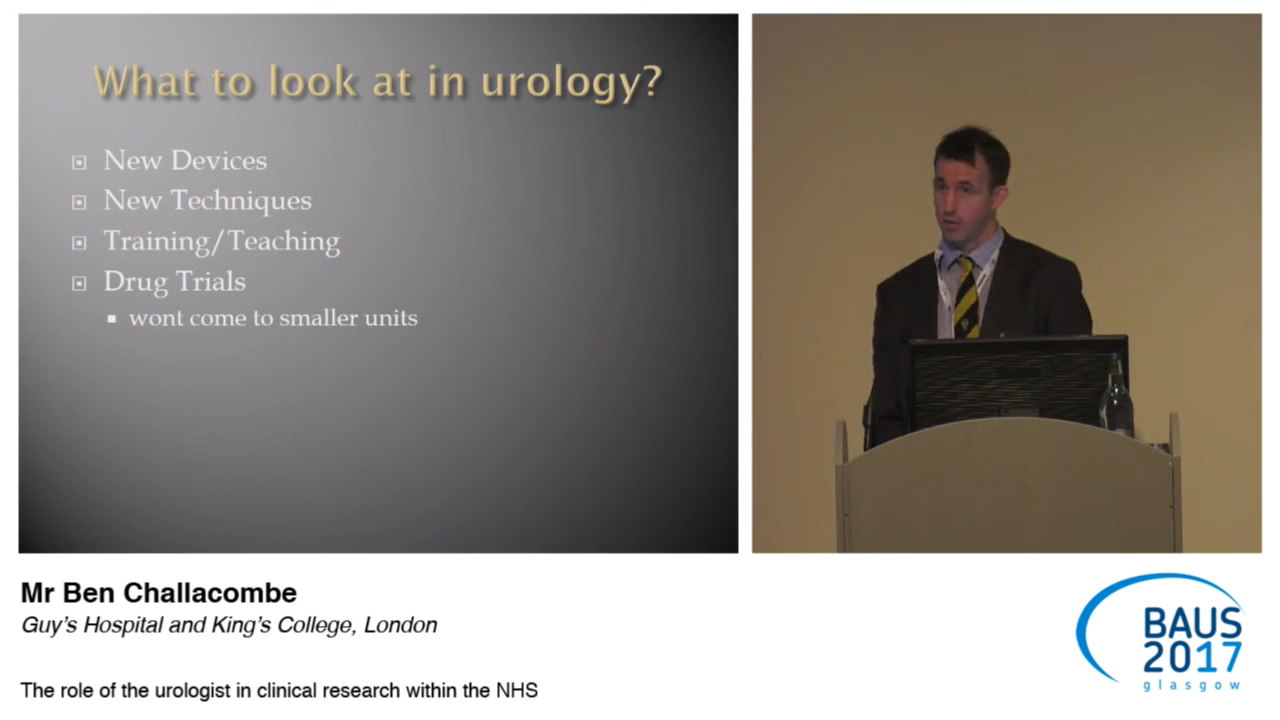 What to look at in urology?
New Devices
New Techniques
Training/Teaching
Drug Trials
wont come to smaller units
Mr Ben Challacombe
Guy's Hospital and King's College, London
The role of the urologist in clinical research within the NHS
BAUS
2017
glasgow